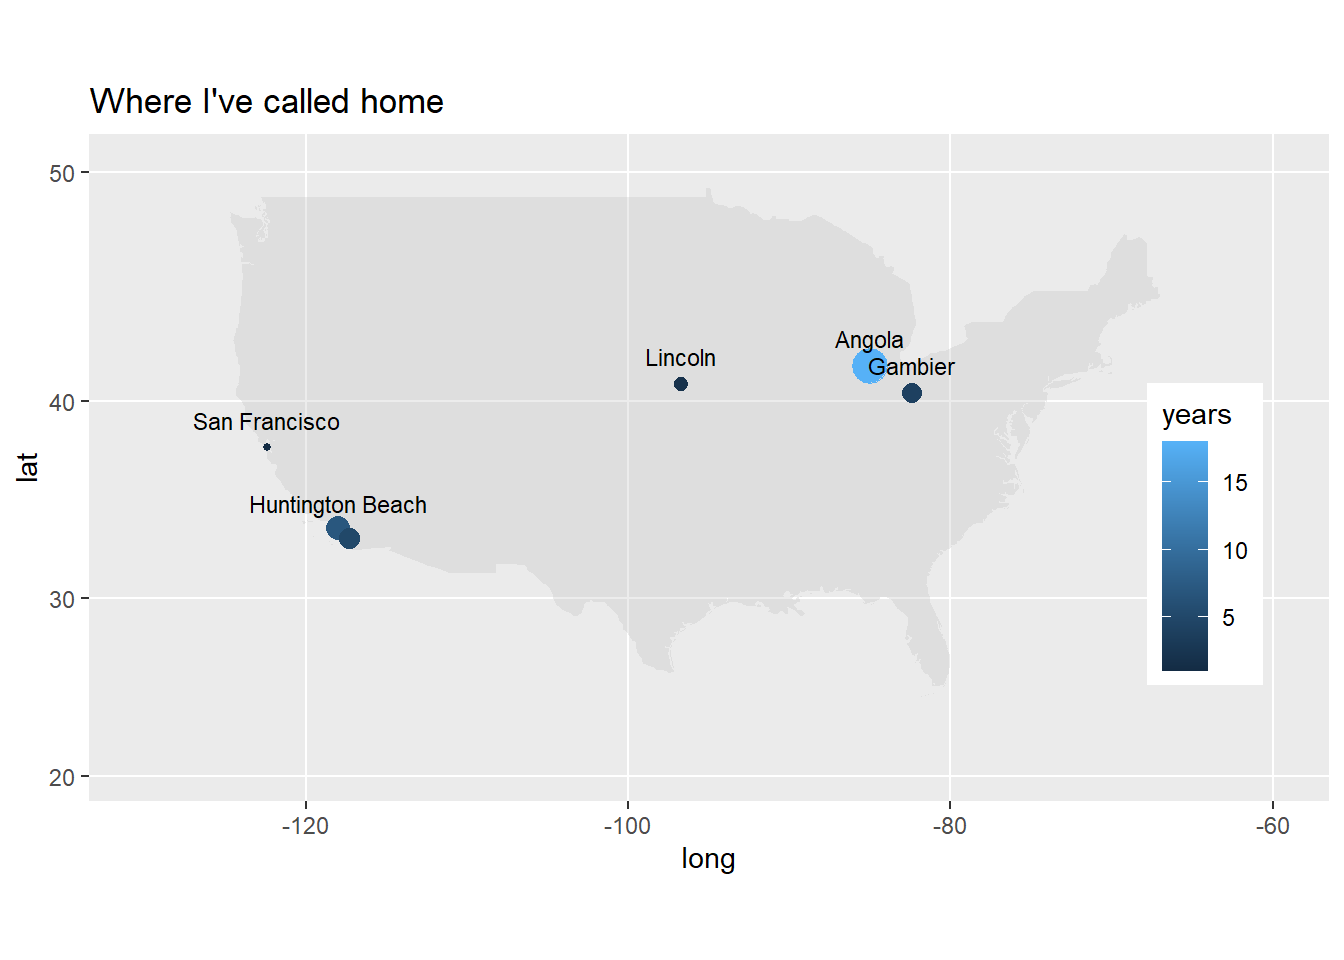 Where I've called home
50
40
30
20
lat
Angola
Lincoln
Gambier
San Francisco
Huntington Beach
years
15
10
5
-120
-100
-80
-60
long